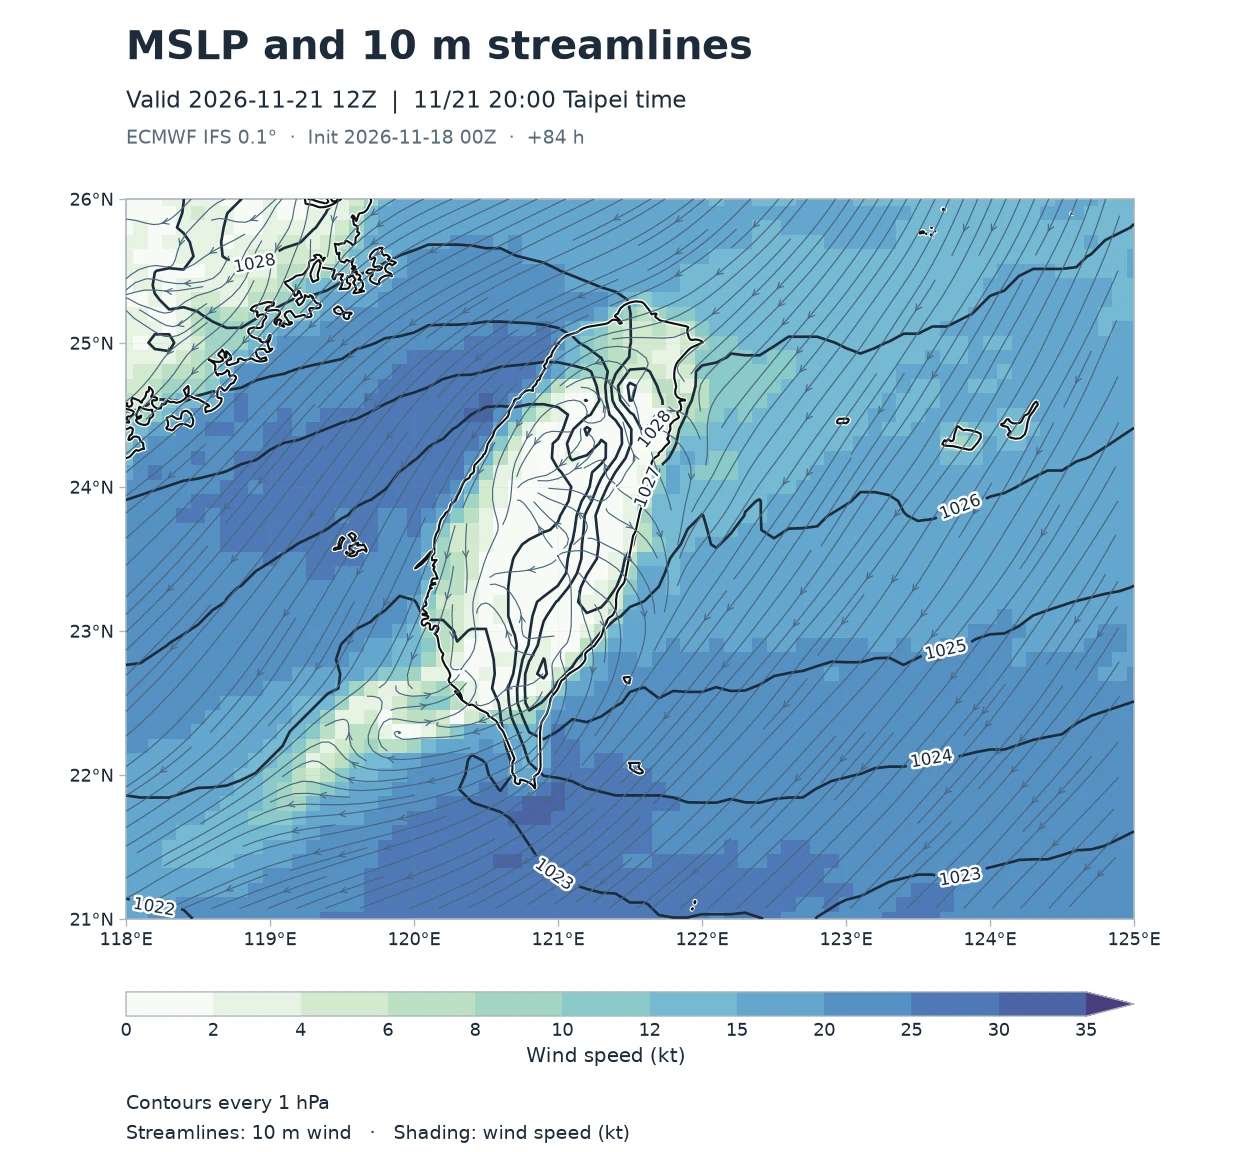 MSLP and 10 m streamlines
Valid 2026-11-21 12Z | 11/21 20:00 Taipei time
ECMWF IFS 0.1° · Init 2026-11-18 00Z · +84 h
26°N
25°N
24°N
23°N
22°N
21°N
1028
1028
1027
1026
1025
1024
1023
1023
1022
118°E 119°E 120°E 121°E 122°E 123°E 124°E 125°E
0 2 4 6 8 10 12 15 20 25 30 35
Wind speed (kt)
Contours every 1 hPa
Streamlines: 10 m wind · Shading: wind speed (kt)